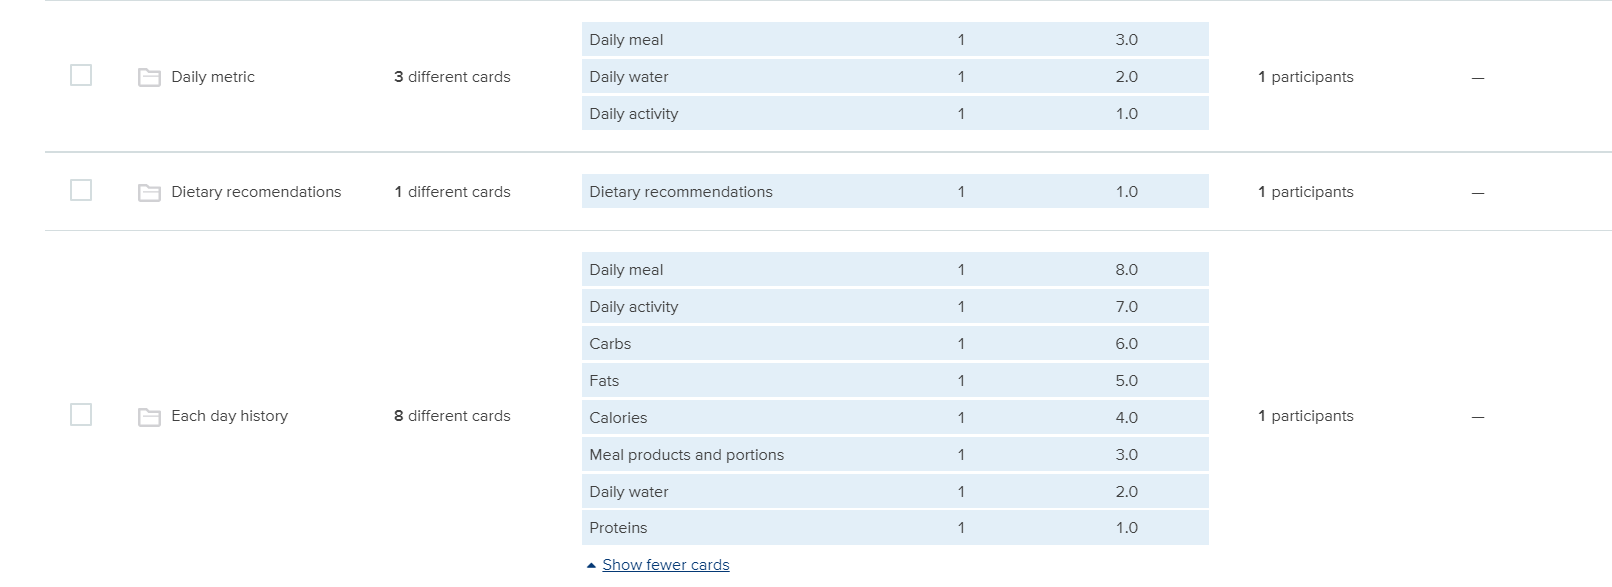 Daily meal 1 3.0
Daily metric 3 different cards Daily water 1 2.0 1 participants —
Daily activity 1 1.0
Dietary recomendations 1 different cards Dietary recommendations 1 1.0 1 participants —
Daily meal 1 8.0
Daily activity 1 7.0
Carbs 1 6.0
Fats 1 5.0
Each day history 8 different cards Calories 1 4.0 1 participants —
Meal products and portions 1 3.0
Daily water 1 2.0
Proteins 1 1.0
Show fewer cards